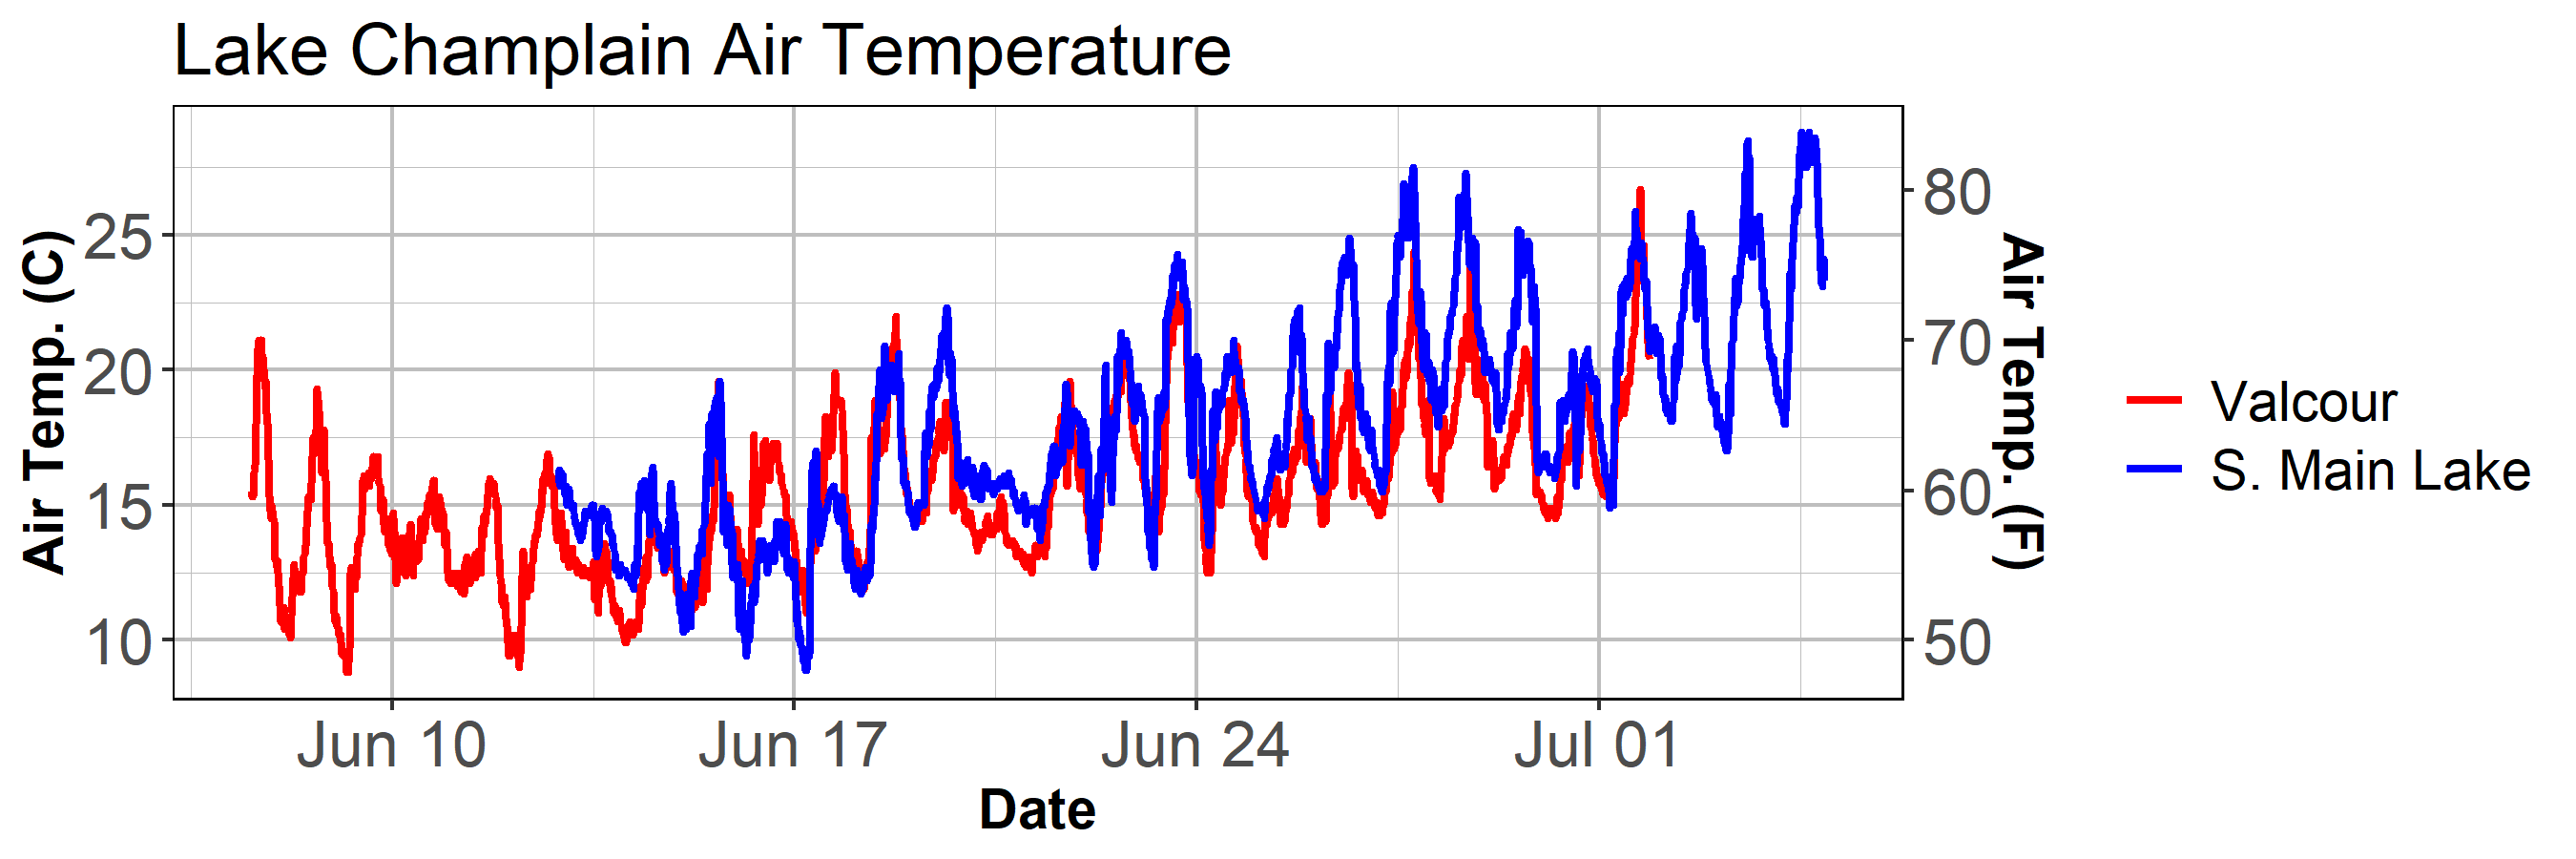 Lake Champlain Air Temperature
Air Temp. (C)
25
20
15
10
80
70
60
50
Air Temp. (F)
Jun 10
Jun 17
Jun 24
Jul 01
Date
Valcour
S. Main Lake